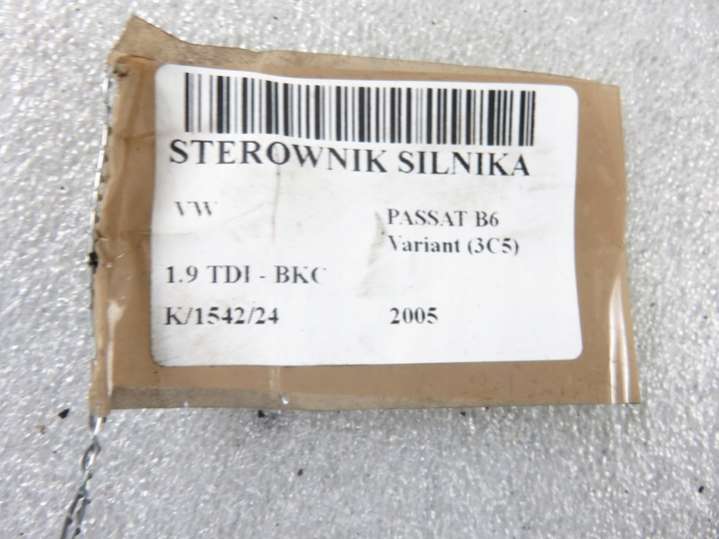 STEROWNIK SILNIKA
VW PASSAT B6
Variant (3C5)
1.9 TDI - BKC
K/1542/24 2005